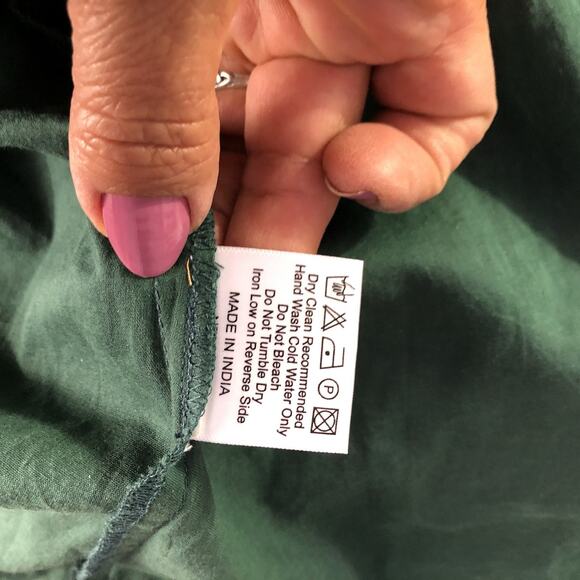 P
Dry Clean Recommended
Hand Wash Cold Water Only
Do Not Bleach
Do Not Tumble Dry
Iron Low on Reverse Side
MADE IN INDIA